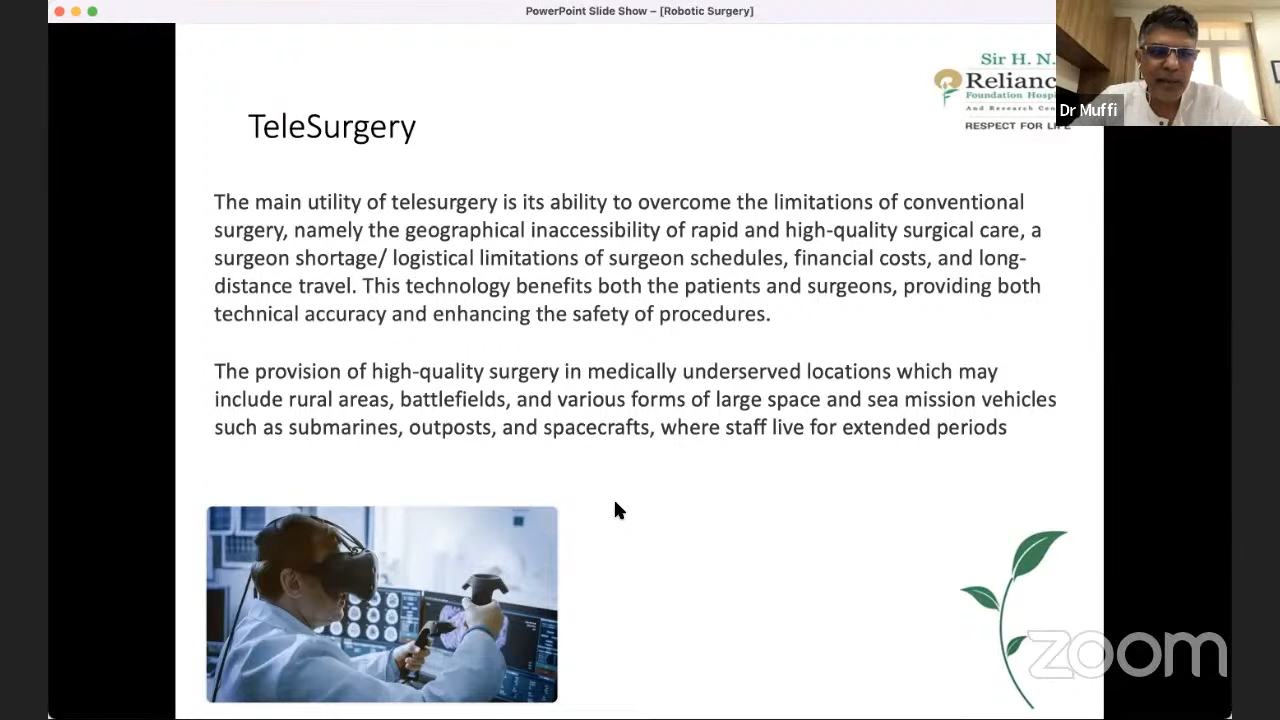 PowerPoint Slide Show – [Robotic Surgery]
Sir H. N.
Relianc
Foundation Hosp
And Research Cen
RESPECT FOR LIFE
Dr Muffi
TeleSurgery
The main utility of telesurgery is its ability to overcome the limitations of conventional
surgery, namely the geographical inaccessibility of rapid and high-quality surgical care, a
surgeon shortage/ logistical limitations of surgeon schedules, financial costs, and long-
distance travel. This technology benefits both the patients and surgeons, providing both
technical accuracy and enhancing the safety of procedures.
The provision of high-quality surgery in medically underserved locations which may
include rural areas, battlefields, and various forms of large space and sea mission vehicles
such as submarines, outposts, and spacecrafts, where staff live for extended periods
zoom